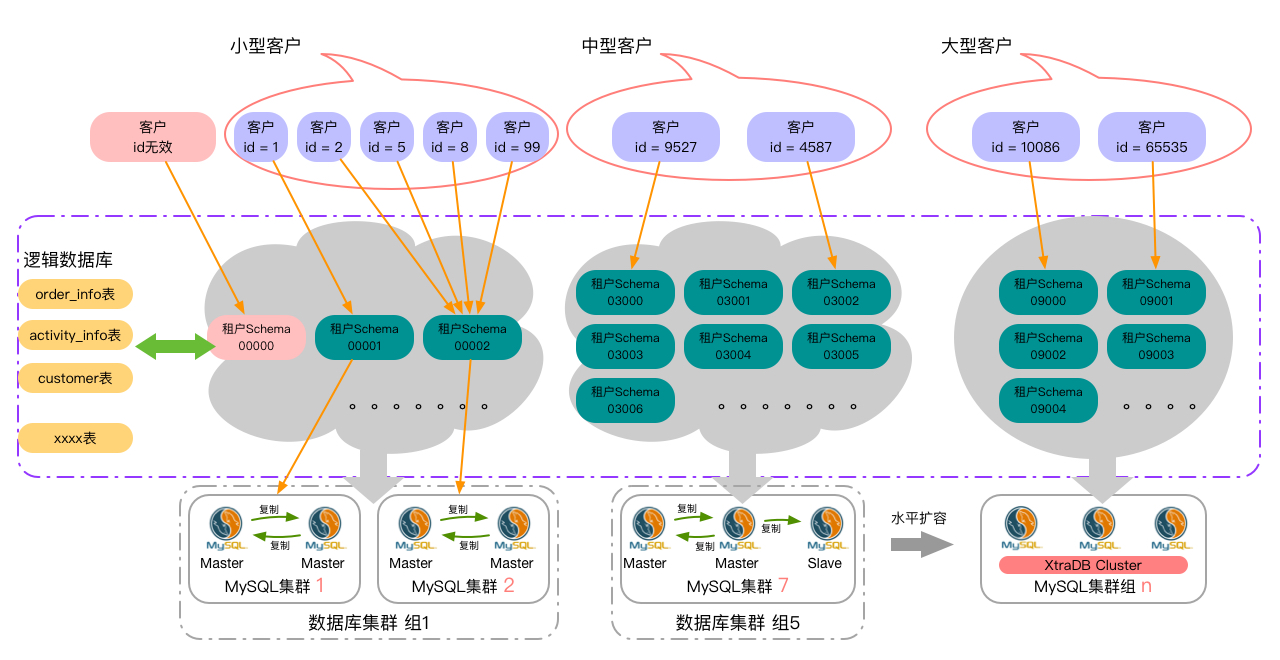 小型客户
中型客户
大型客户
客户
id无效
客户
id = 1
客户
id = 2
客户
id = 5
客户
id = 8
客户
id = 99
客户
id = 9527
客户
id = 4587
客户
id = 10086
客户
id = 65535
逻辑数据库
order_info表
activity_info表
customer表
xxxx表
租户Schema
00000
租户Schema
00001
租户Schema
00002
租户Schema
03000
租户Schema
03001
租户Schema
03002
租户Schema
03003
租户Schema
03004
租户Schema
03005
租户Schema
03006
租户Schema
09000
租户Schema
09001
租户Schema
09002
租户Schema
09003
租户Schema
09004
复制
复制
MySQL
MySQL
Master
Master
MySQL集群 1
复制
复制
MySQL
MySQL
Master
Master
MySQL集群 2
数据库集群 组1
复制
复制
复制
MySQL
MySQL
MySQL
Master
Master
Slave
MySQL集群 7
数据库集群 组5
水平扩容
MySQL
MySQL
MySQL
XtraDB Cluster
MySQL集群组 n